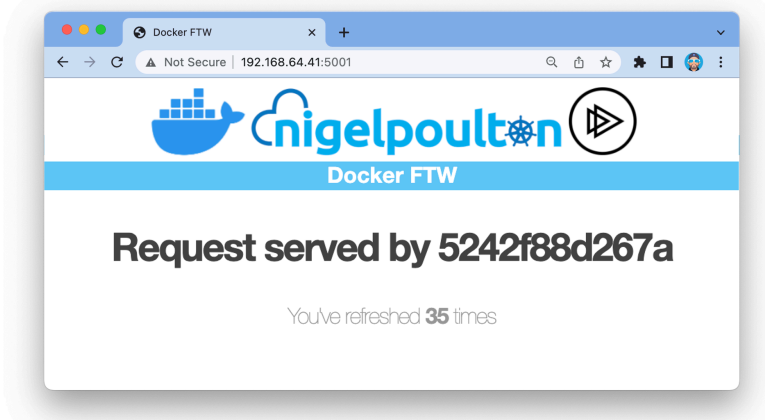 Docker FTW
Not Secure | 192.168.64.41:5001
nigelpoulton
Docker FTW
Request served by 5242f88d267a
You've refreshed 35 times